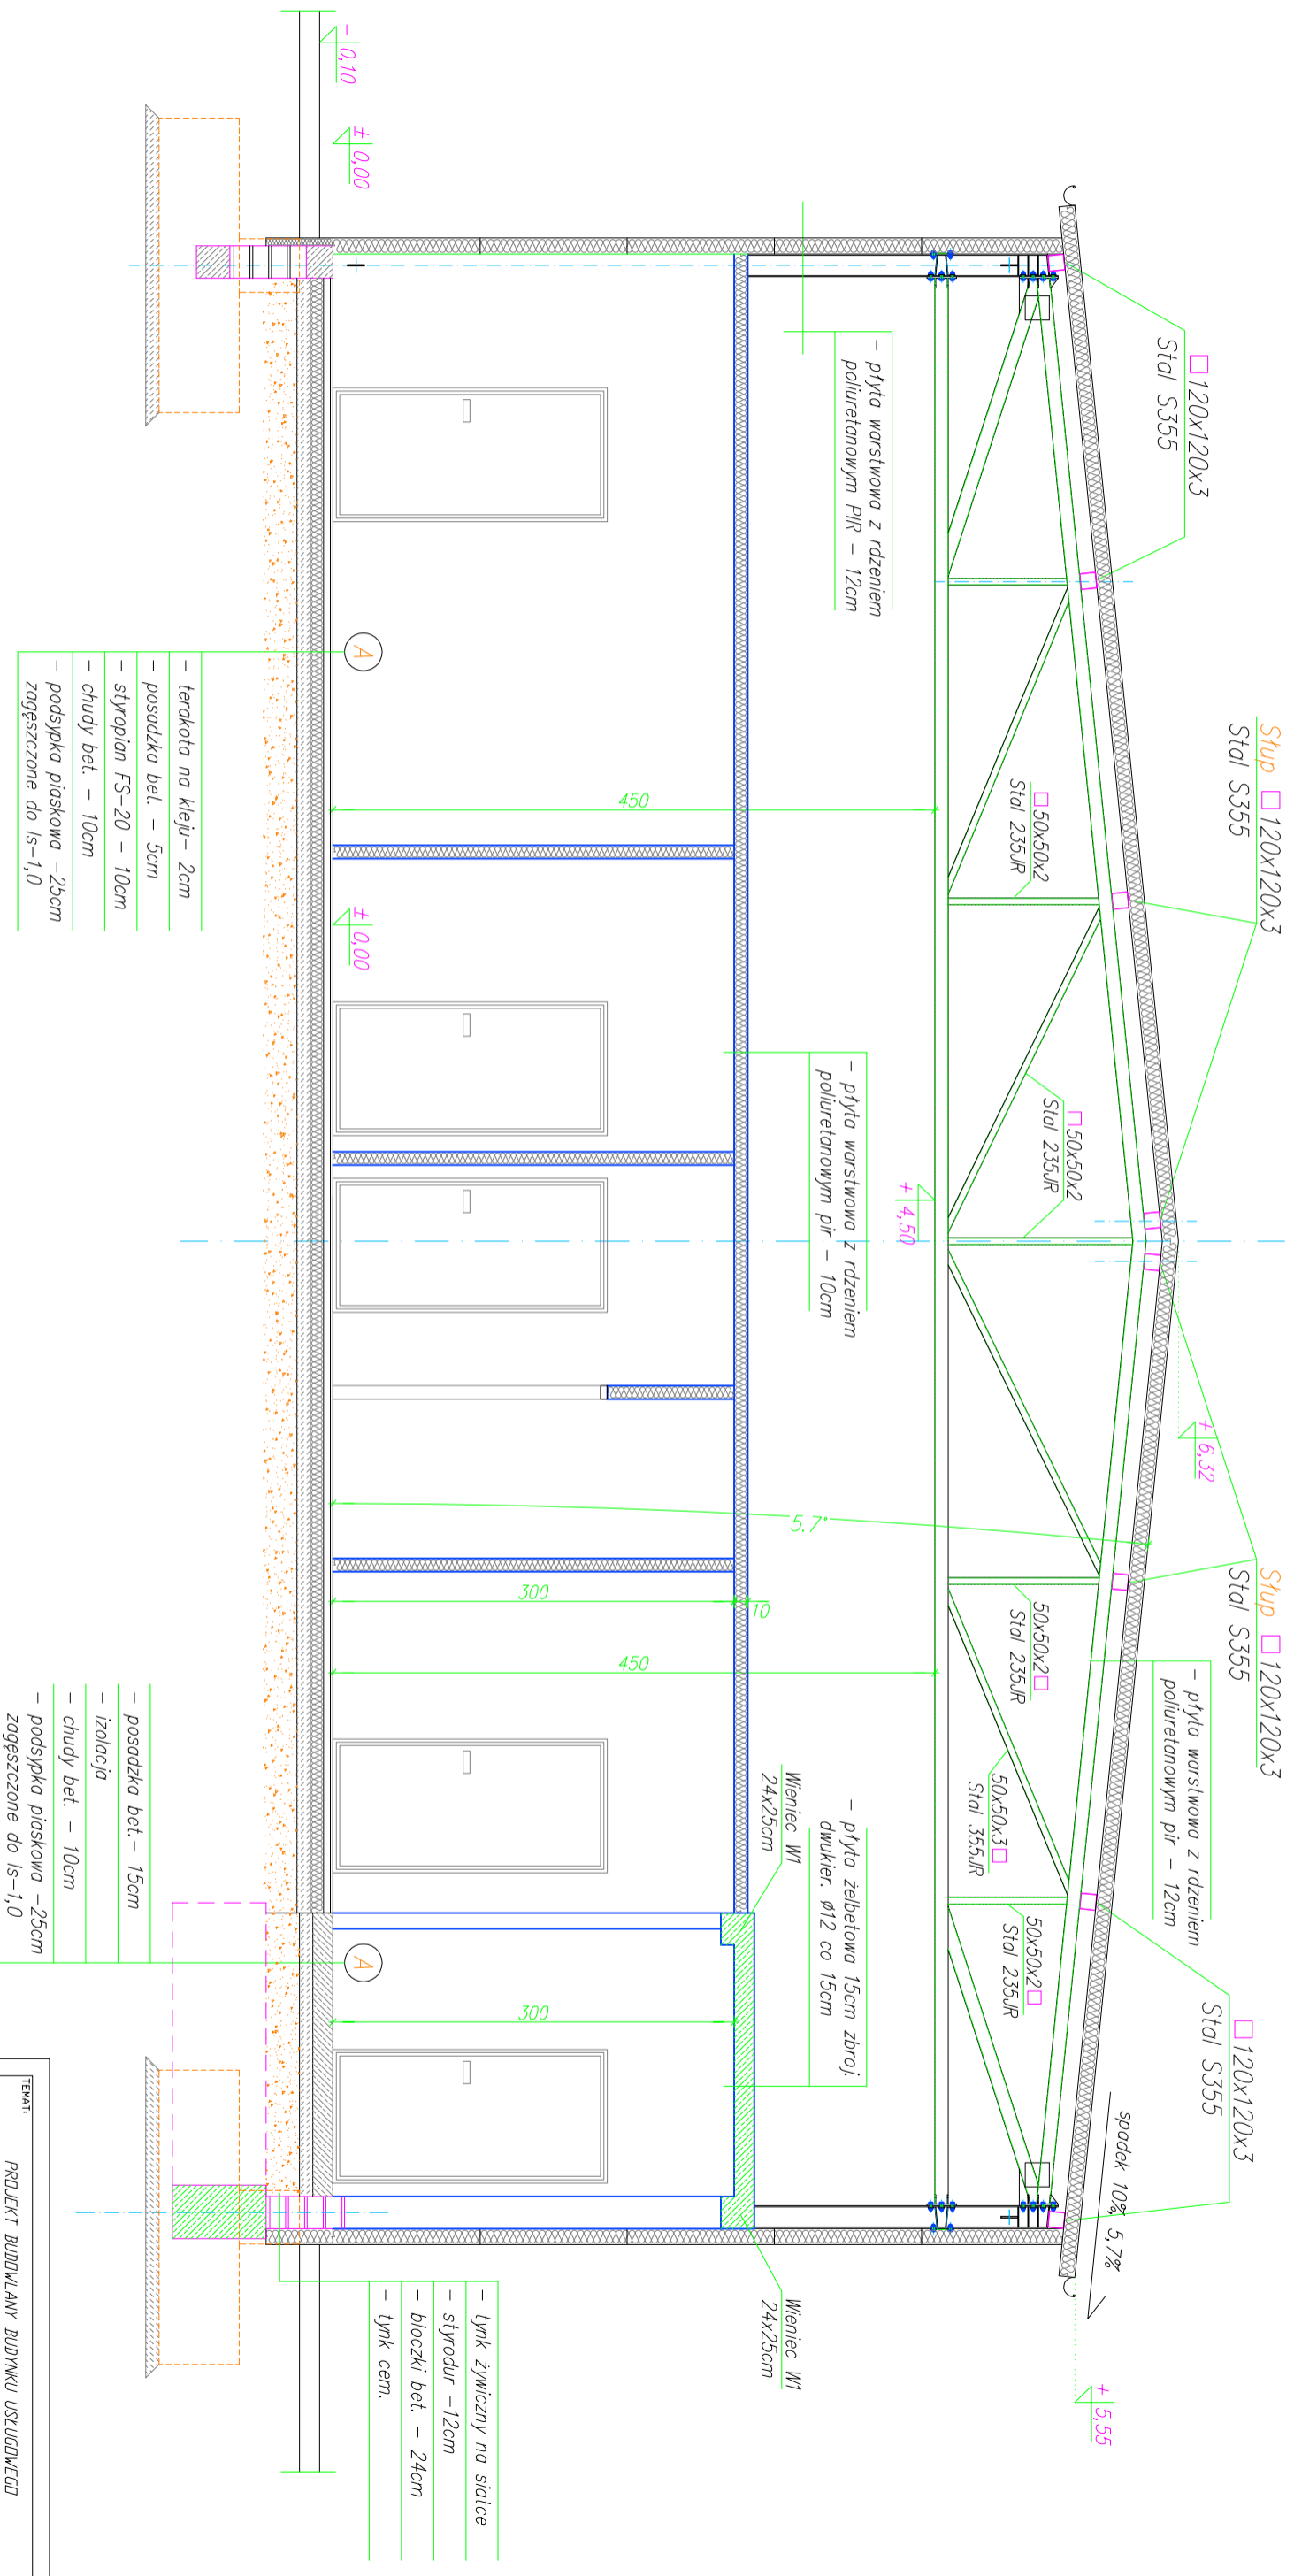 Słup □ 120x120x3
Stal S355
Słup □ 120x120x3
Stal S355
□ 120x120x3
Stal S355
□ 120x120x3
Stal S355
+ 6,32
- płyta warstwowa z rdzeniem
poliuretanowym pir - 12cm
spadek 10% 5,7%
+ 5,55
□ 50x50x2
Stal 235JR
□ 50x50x2
Stal 235JR
50x50x2 □
Stal 235JR
50x50x3 □
Stal 355JR
50x50x2 □
Stal 235JR
+ 4,50
- płyta warstwowa z rdzeniem
poliuretanowym PIR - 12cm
- płyta warstwowa z rdzeniem
poliuretanowym pir - 10cm
- płyta żelbetowa 15cm zbroj.
dwukier. ø12 co 15cm
Wieniec W1
24x25cm
Wieniec W1
24x25cm
5.7°
10
450
300
450
300
± 0,00
- 0,10
± 0,00
A
A
- tynk żywiczny na siatce
- styrodur -12cm
- bloczki bet. - 24cm
- tynk cem.
- terakota na kleju- 2cm
- posadzka bet. - 5cm
- styropian FS-20 - 10cm
- chudy bet. - 10cm
- podsypka piaskowa -25cm
zagęszczone do Is-1,0
- posadzka bet.- 15cm
- izolacja
- chudy bet. - 10cm
- podsypka piaskowa -25cm
zagęszczone do Is-1,0
TEMAT:
PROJEKT BUDOWLANY BUDYNKU USŁUGOWEGO